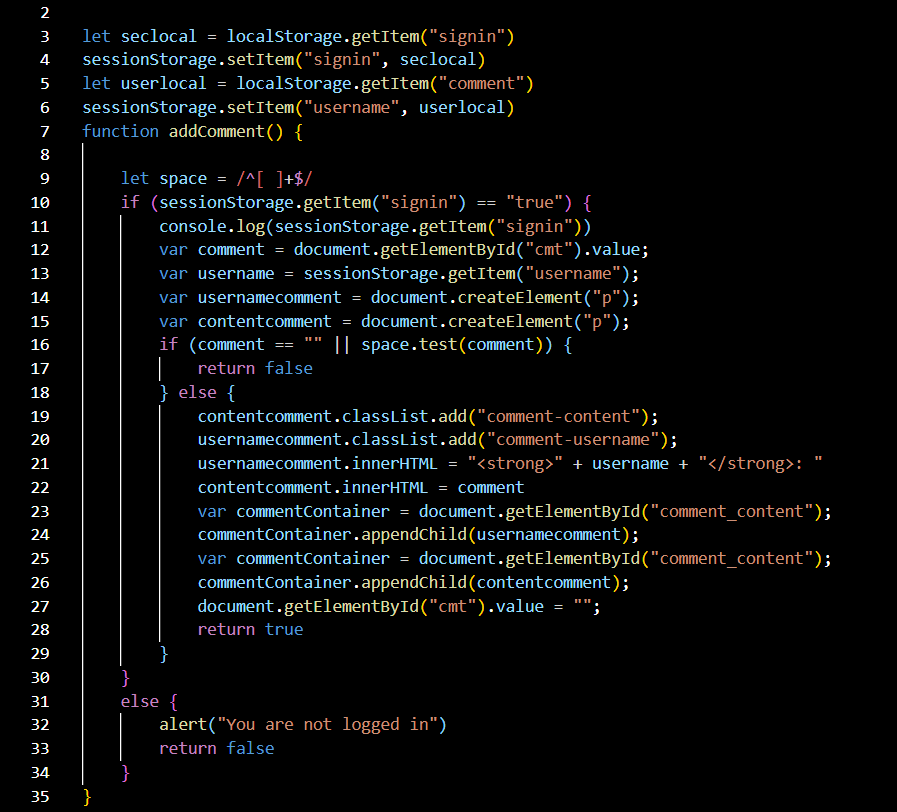 2
3 let seclocal = localStorage.getItem("signin")
4 sessionStorage.setItem("signin", seclocal)
5 let userlocal = localStorage.getItem("comment")
6 sessionStorage.setItem("username", userlocal)
7 function addComment() {
8
9 let space = /^[ ]+$/
10 if (sessionStorage.getItem("signin") == "true") {
11 console.log(sessionStorage.getItem("signin"))
12 var comment = document.getElementById("cmt").value;
13 var username = sessionStorage.getItem("username");
14 var usernamecomment = document.createElement("p");
15 var contentcomment = document.createElement("p");
16 if (comment == "" || space.test(comment)) {
17 return false
18 } else {
19 contentcomment.classList.add("comment-content");
20 usernamecomment.classList.add("comment-username");
21 usernamecomment.innerHTML = "<strong>" + username + "</strong>: "
22 contentcomment.innerHTML = comment
23 var commentContainer = document.getElementById("comment_content");
24 commentContainer.appendChild(usernamecomment);
25 var commentContainer = document.getElementById("comment_content");
26 commentContainer.appendChild(contentcomment);
27 document.getElementById("cmt").value = "";
28 return true
29 }
30 }
31 else {
32 alert("You are not logged in")
33 return false
34 }
35 }